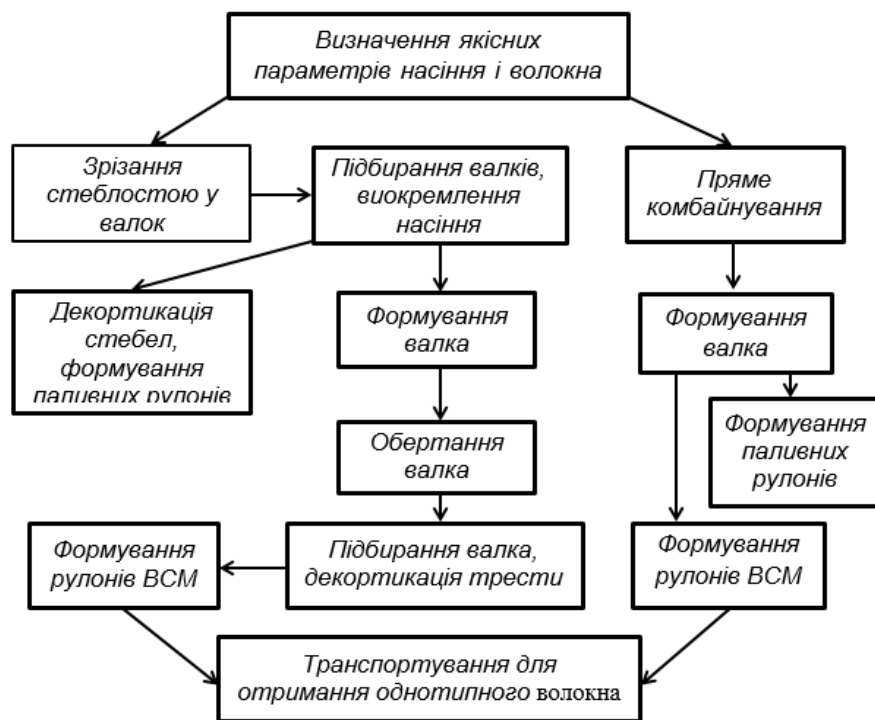 Визначення якісних
параметрів насіння і волокна
Зрізання
стеблостою у
валок
Підбирання валків,
виокремлення
насіння
Пряме
комбайнування
Декортикація
стебел,
формування
паливних рулонів
Формування
валка
Формування
валка
Обертання
валка
Формування
паливних
рулонів
Формування
рулонів ВСМ
Підбирання валка,
декортикація трести
Формування
рулонів ВСМ
Транспортування для
отримання однотипного волокна